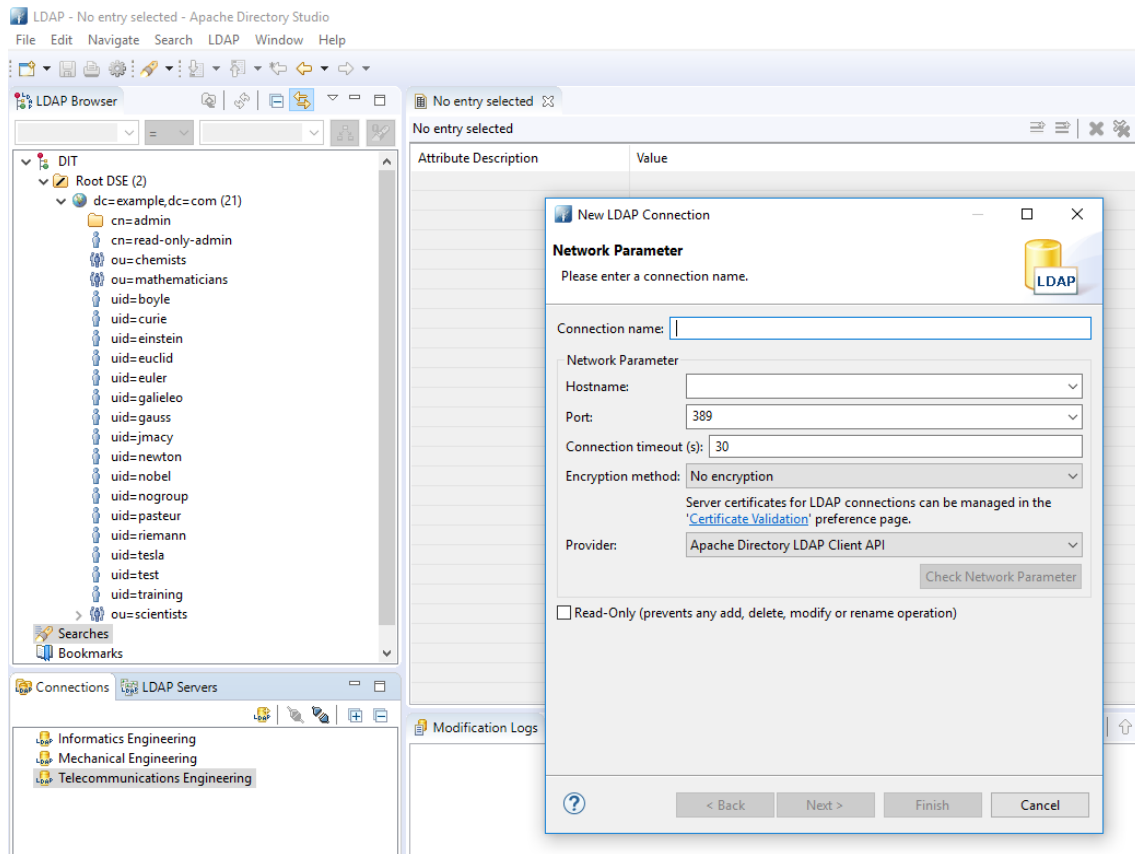 LDAP - No entry selected - Apache Directory Studio
File Edit Navigate Search LDAP Window Help
LDAP Browser
=
DIT
Root DSE (2)
dc=example,dc=com (21)
cn=admin
cn=read-only-admin
ou=chemists
ou=mathematicians
uid=boyle
uid=curie
uid=einstein
uid=euclid
uid=euler
uid=galieleo
uid=gauss
uid=jmacy
uid=newton
uid=nobel
uid=nogroup
uid=pasteur
uid=riemann
uid=tesla
uid=test
uid=training
ou=scientists
Searches
Bookmarks
Connections LDAP Servers
Informatics Engineering
Mechanical Engineering
Telecommunications Engineering
No entry selected
No entry selected
Attribute Description Value
Modification Logs
New LDAP Connection
Network Parameter
Please enter a connection name.
LDAP
Connection name:
Network Parameter
Hostname:
Port: 389
Connection timeout (s): 30
Encryption method: No encryption
Server certificates for LDAP connections can be managed in the
'Certificate Validation' preference page.
Provider: Apache Directory LDAP Client API
Check Network Parameter
Read-Only (prevents any add, delete, modify or rename operation)
? < Back Next > Finish Cancel